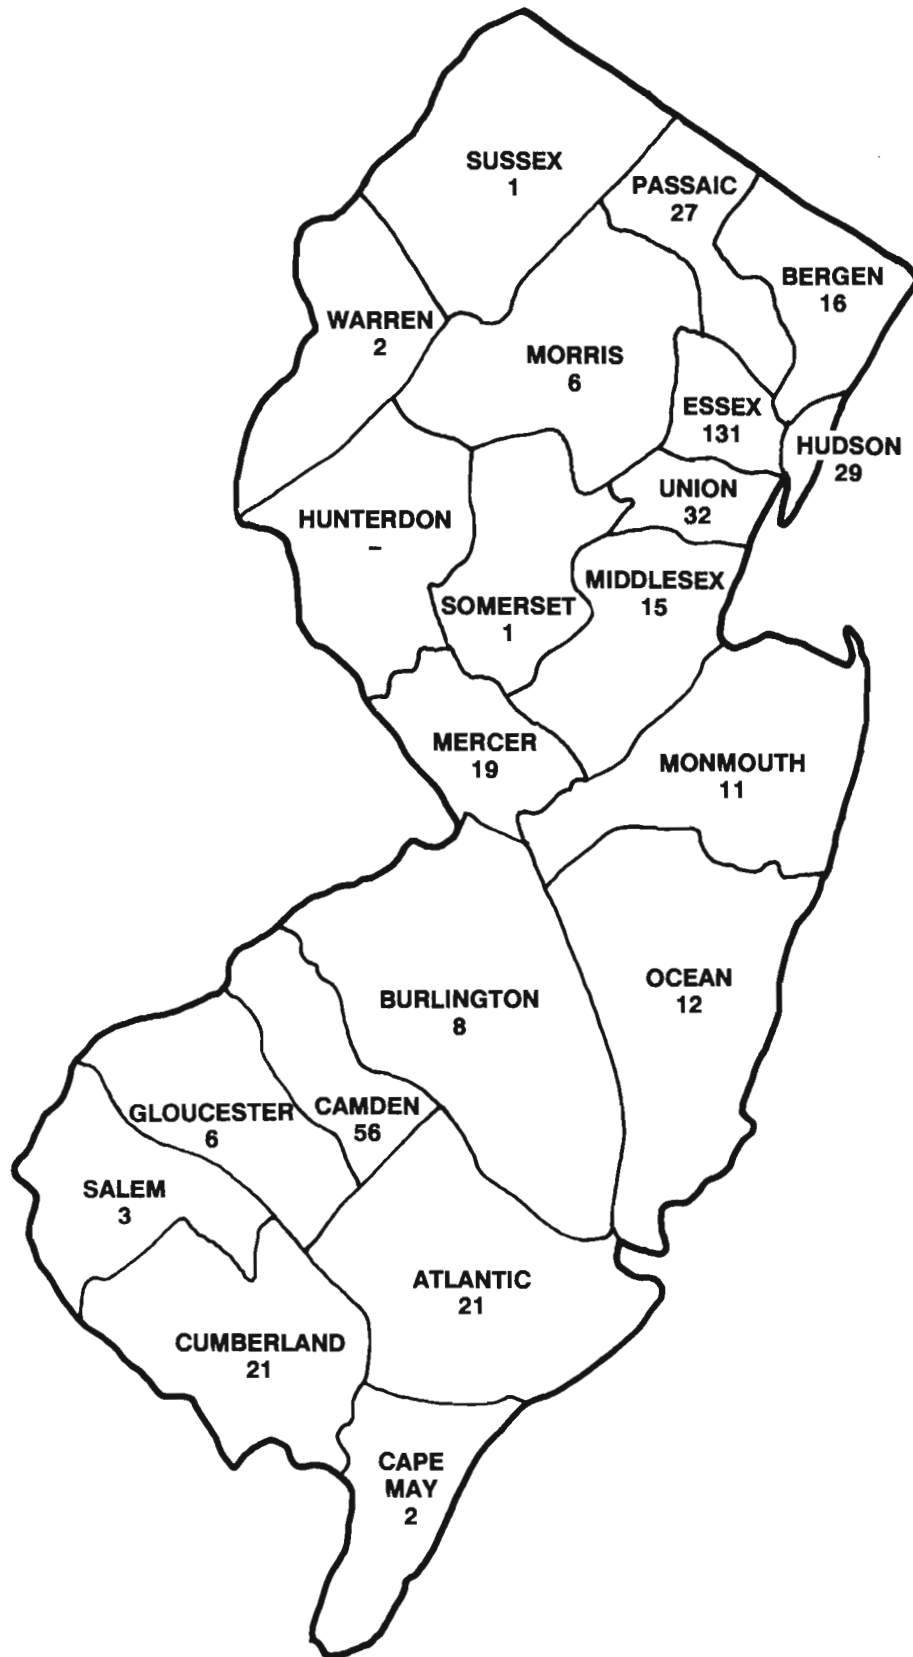 SUSSEX
1
PASSAIC
27
BERGEN
16
WARREN
2
MORRIS
6
ESSEX
131
HUDSON
29
UNION
32
HUNTERDON
–
MIDDLESEX
15
SOMERSET
1
MERCER
19
MONMOUTH
11
OCEAN
12
BURLINGTON
8
CAMDEN
56
GLOUCESTER
6
SALEM
3
ATLANTIC
21
CUMBERLAND
21
CAPE
MAY
2